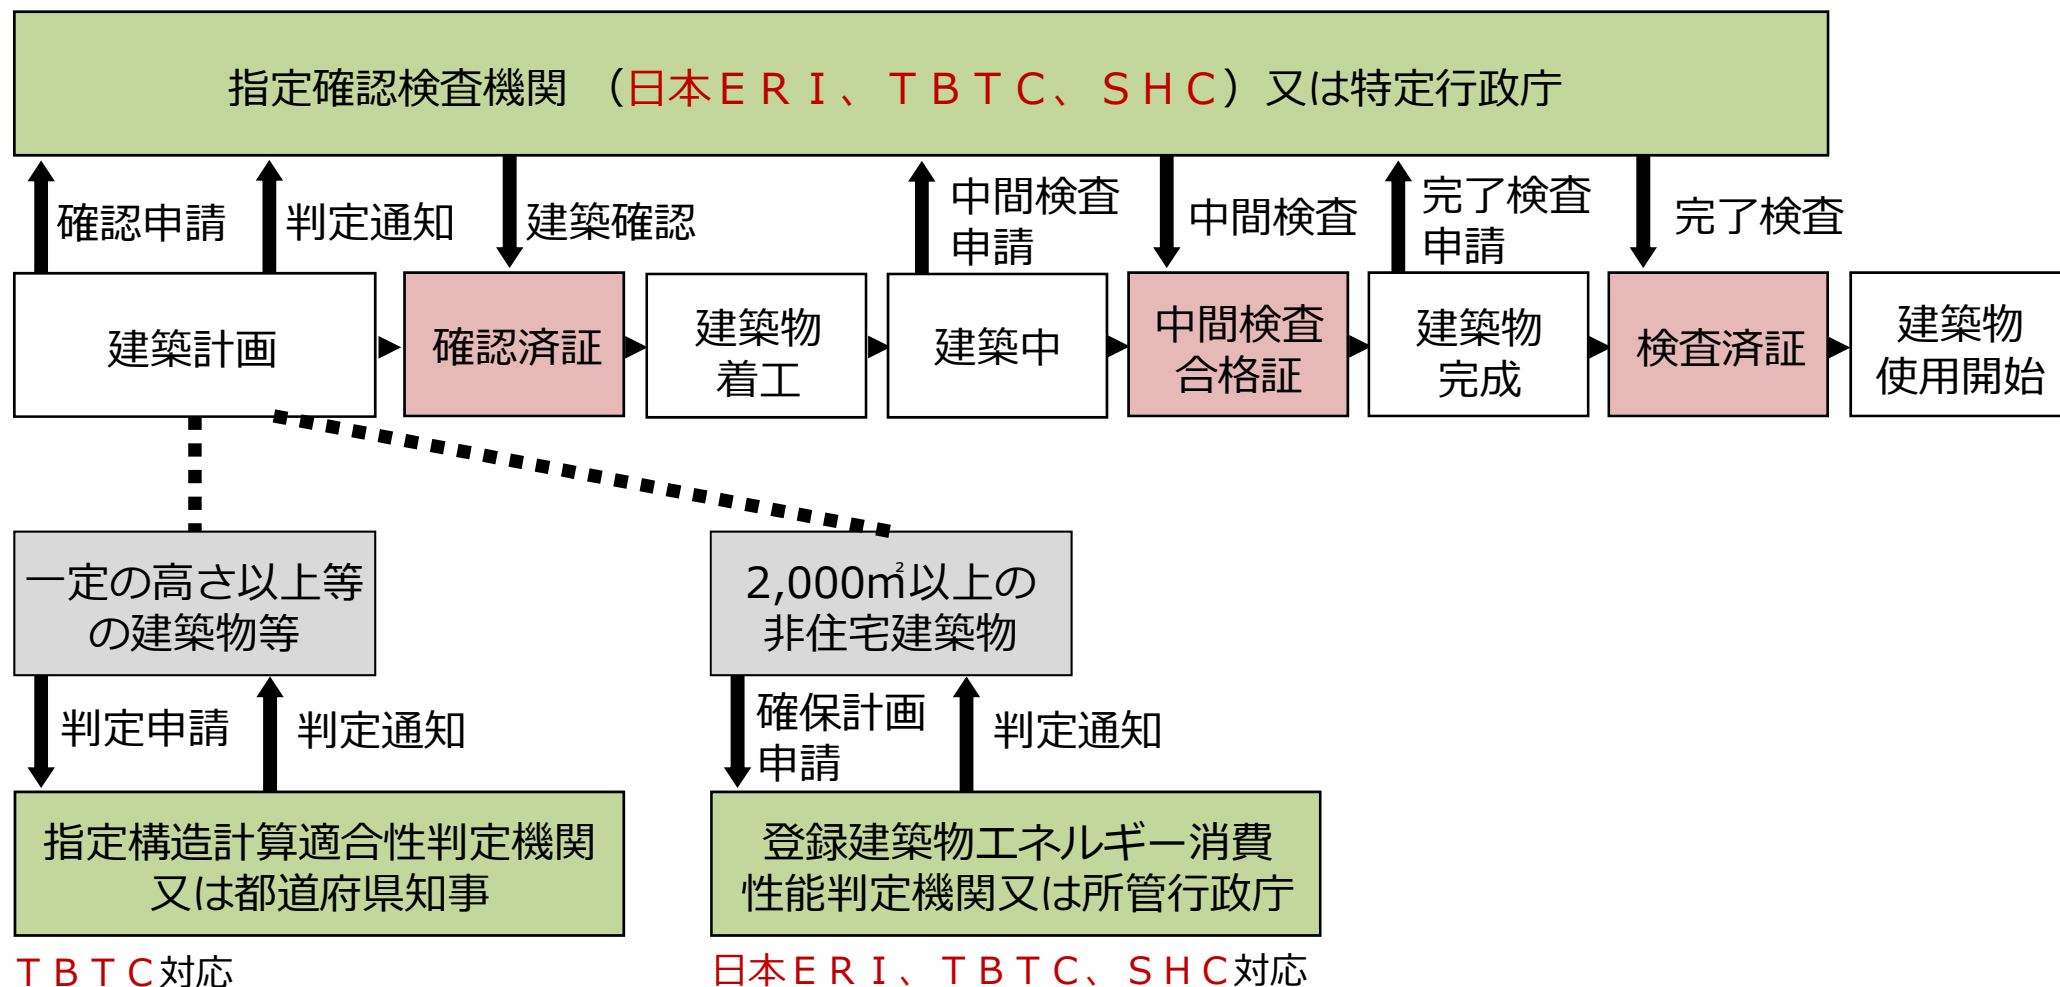 指定確認検査機関 （日本ＥＲＩ、ＴＢＴＣ、ＳＨＣ）又は特定行政庁
確認申請
判定通知
建築確認
中間検査
申請
中間検査
完了検査
申請
完了検査
建築計画
確認済証
建築物
着工
建築中
中間検査
合格証
建築物
完成
検査済証
建築物
使用開始
一定の高さ以上等
の建築物等
2,000㎡以上の
非住宅建築物
判定申請
判定通知
確保計画
申請
判定通知
指定構造計算適合性判定機関
又は都道府県知事
登録建築物エネルギー消費
性能判定機関又は所管行政庁
ＴＢＴＣ対応
日本ＥＲＩ、ＴＢＴＣ、ＳＨＣ対応